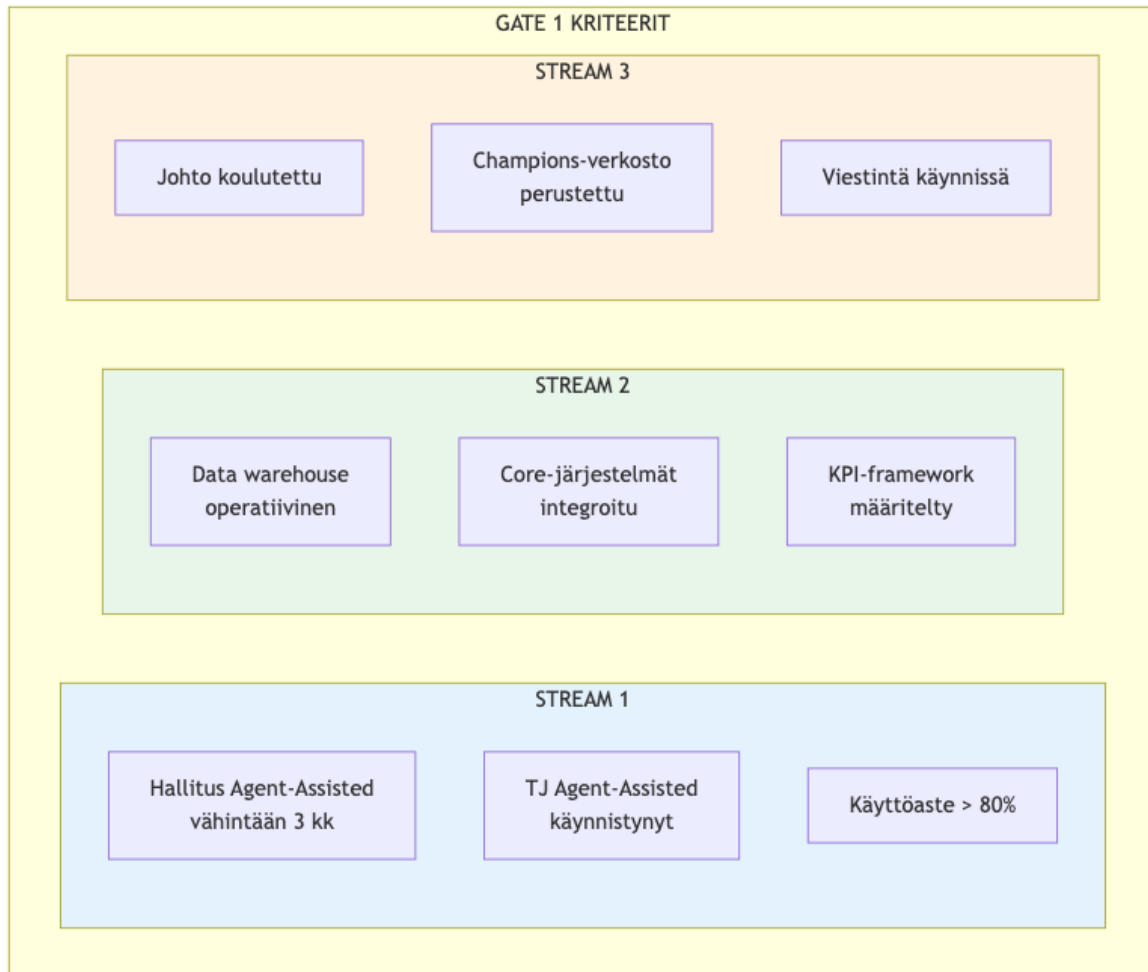 GATE 1 KRITEERIT
STREAM 3
Johto koulutettu
Champions-verkosto
perustettu
Viestintä käynnissä
STREAM 2
Data warehouse
operatiivinen
Core-järjestelmät
integroitu
KPI-framework
määritelty
STREAM 1
Hallitus Agent-Assisted
vähintään 3 kk
TJ Agent-Assisted
käynnistynyt
Käyttöaste > 80%